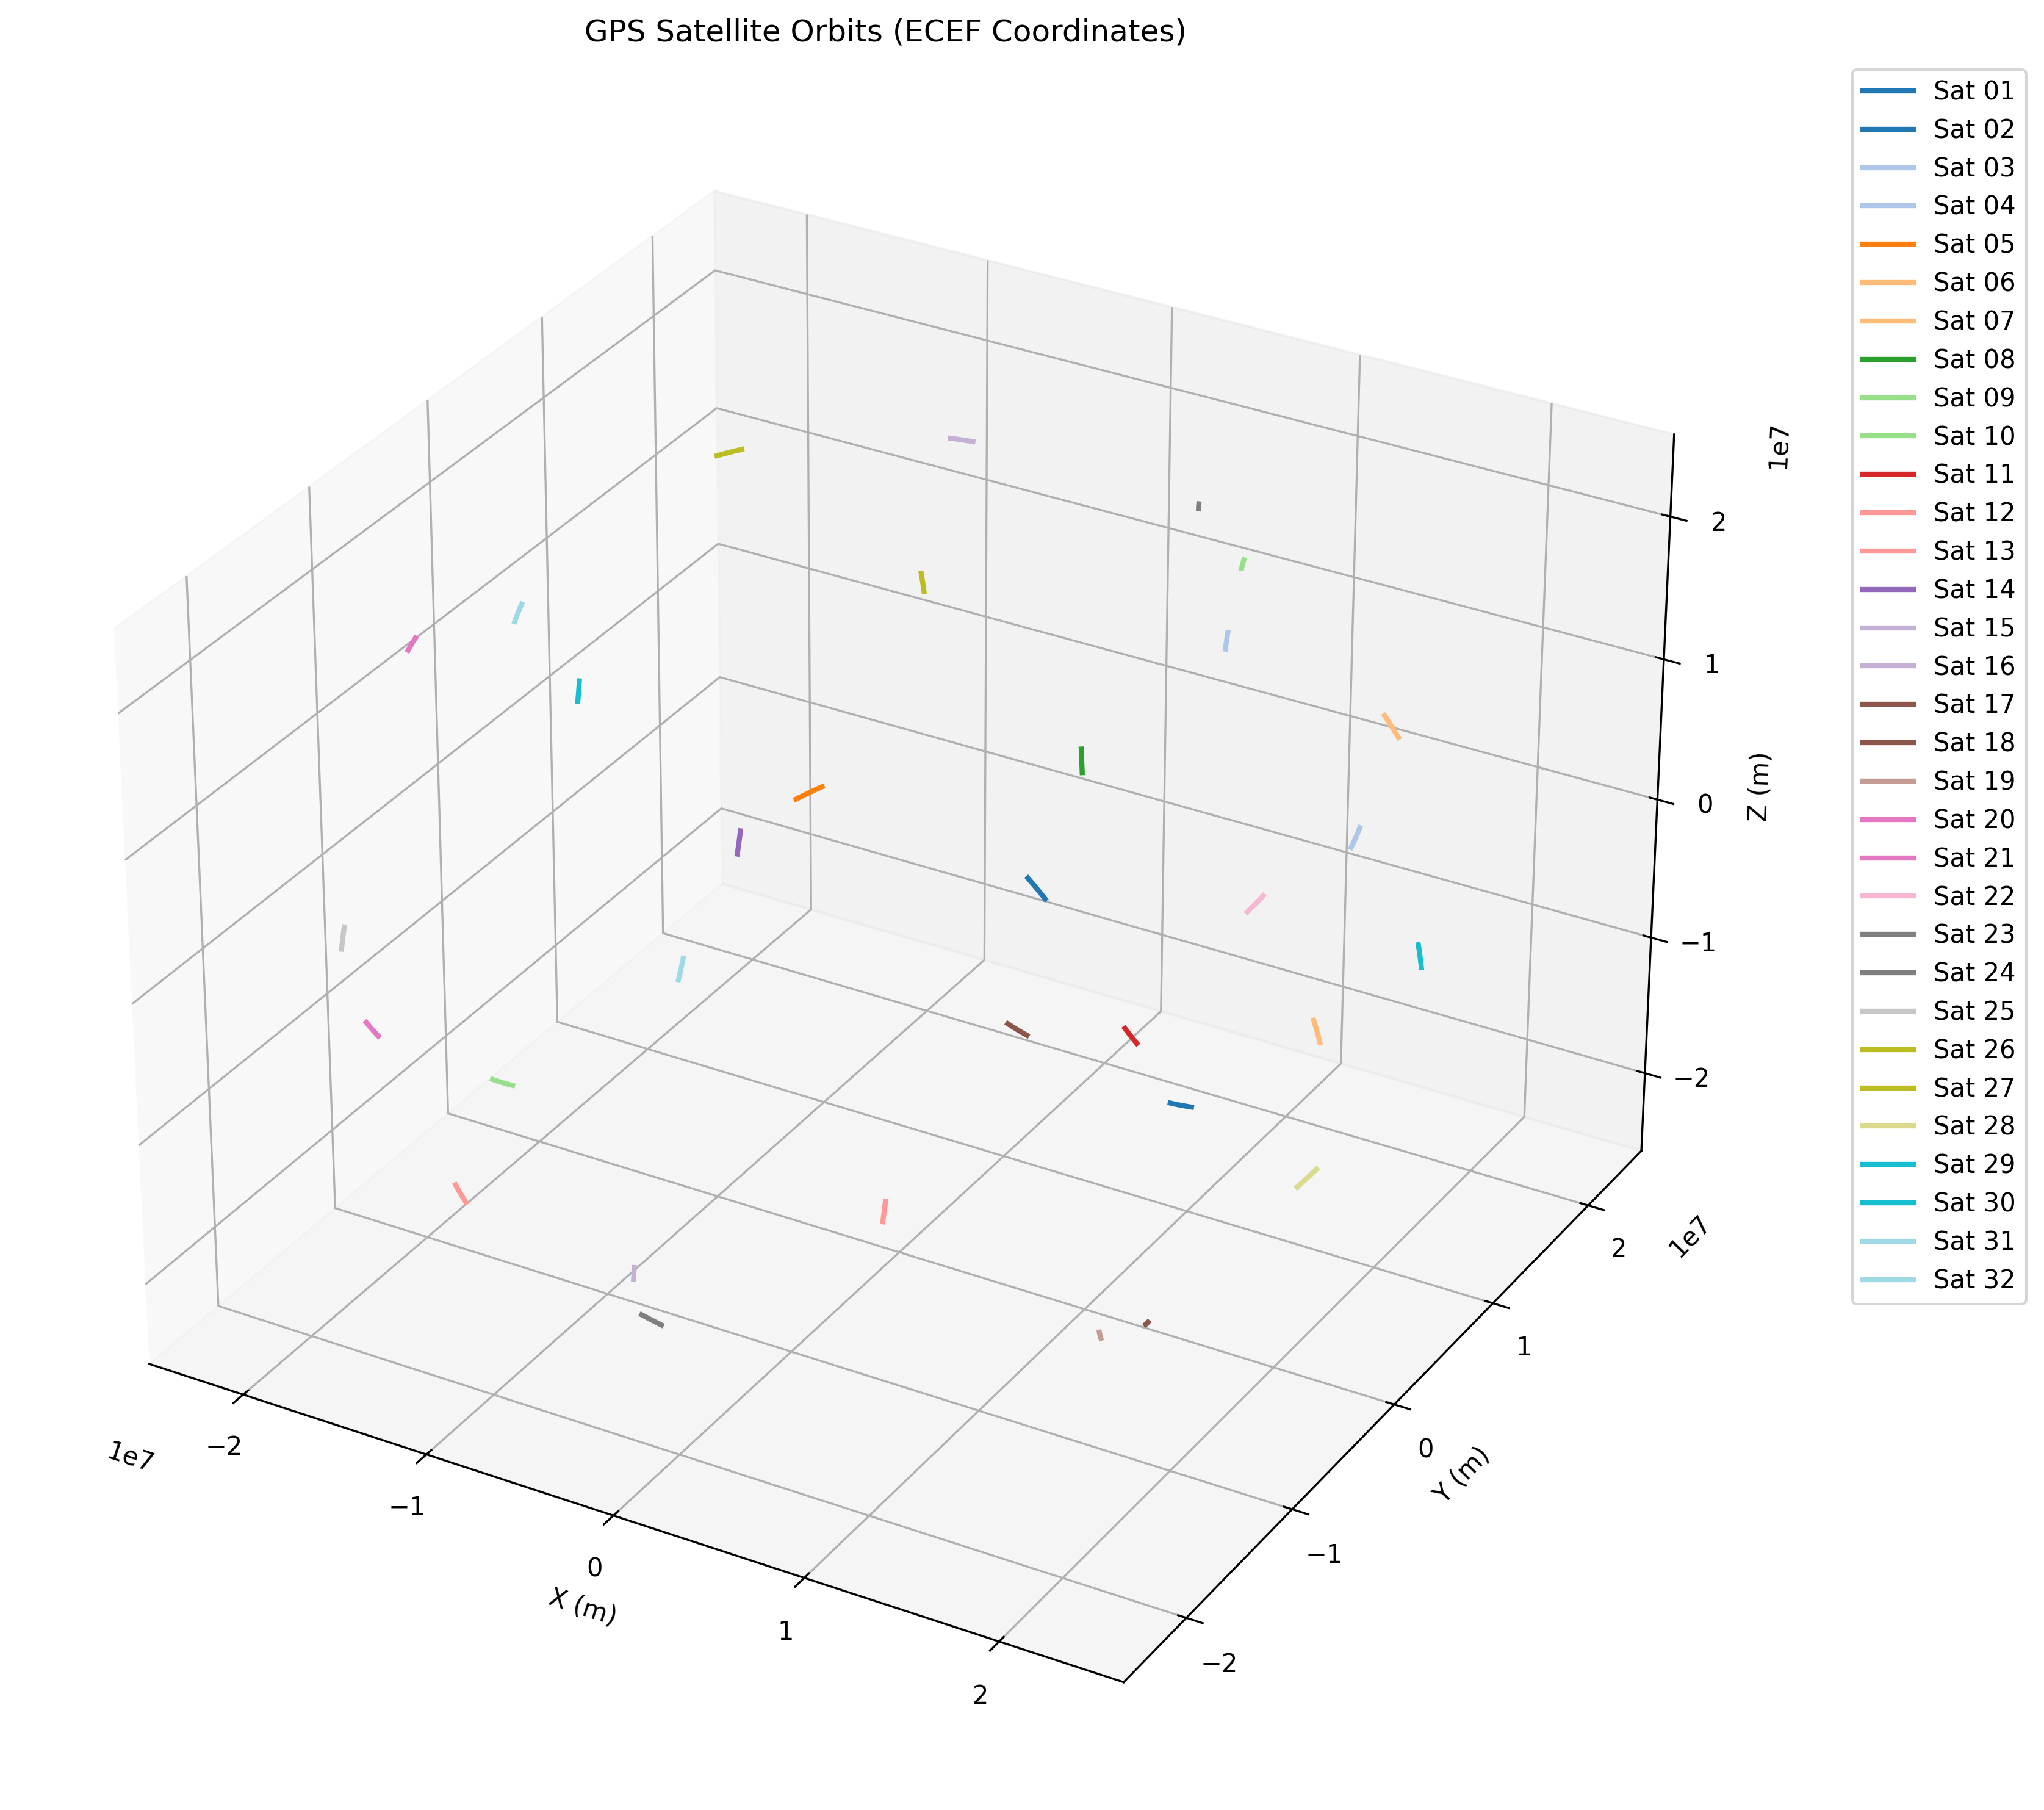 GPS Satellite Orbits (ECEF Coordinates)
Sat 01
Sat 02
Sat 03
Sat 04
Sat 05
Sat 06
Sat 07
Sat 08
Sat 09
Sat 10
Sat 11
Sat 12
Sat 13
Sat 14
Sat 15
Sat 16
Sat 17
Sat 18
Sat 19
Sat 20
Sat 21
Sat 22
Sat 23
Sat 24
Sat 25
Sat 26
Sat 27
Sat 28
Sat 29
Sat 30
Sat 31
Sat 32
1e7
2
1
0
−1
−2
Z (m)
1e7
2
1
0
−1
−2
Y (m)
1e7
−2
−1
0
1
2
X (m)